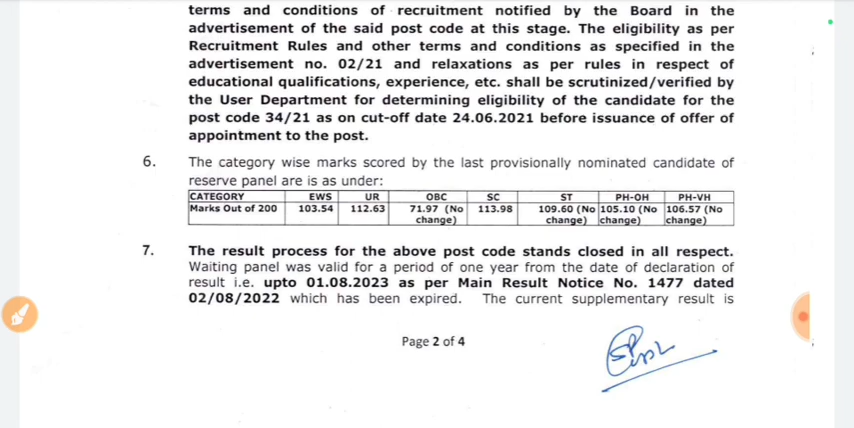 terms and conditions of recruitment notified by the Board in the
advertisement of the said post code at this stage. The eligibility as per
Recruitment Rules and other terms and conditions as specified in the
advertisement no. 02/21 and relaxations as per rules in respect of
educational qualifications, experience, etc. shall be scrutinized/verified by
the User Department for determining eligibility of the candidate for the
post code 34/21 as on cut-off date 24.06.2021 before issuance of offer of
appointment to the post.
6. The category wise marks scored by the last provisionally nominated candidate of
reserve panel are is as under:
CATEGORY EWS UR OBC SC ST PH-OH PH-VH
Marks Out of 200 103.54 112.63 71.97 (No change) 113.98 109.60 (No change) 105.10 (No change) 106.57 (No change)
7. The result process for the above post code stands closed in all respect.
Waiting panel was valid for a period of one year from the date of declaration of
result i.e. upto 01.08.2023 as per Main Result Notice No. 1477 dated
02/08/2022 which has been expired. The current supplementary result is
Page 2 of 4